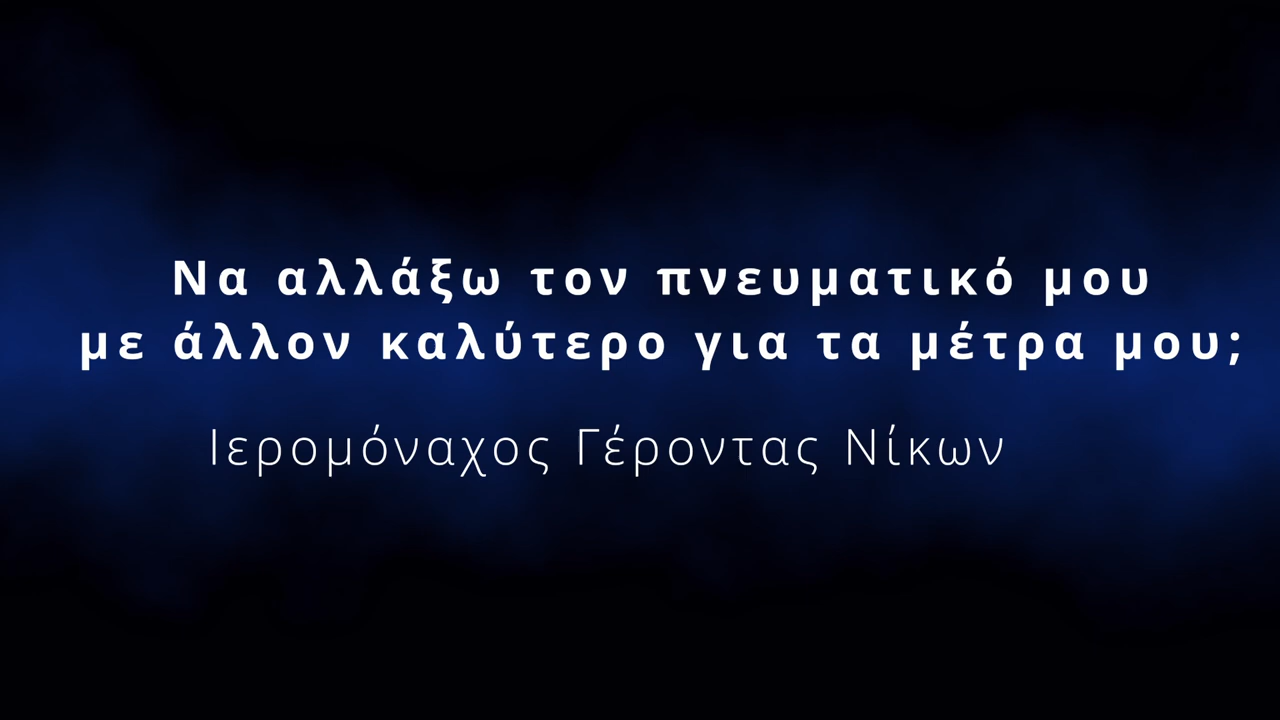 Να αλλάξω τον πνευματικό μου
με άλλον καλύτερο για τα μέτρα μου;
Ιερομόναχος Γέροντας Νίκων